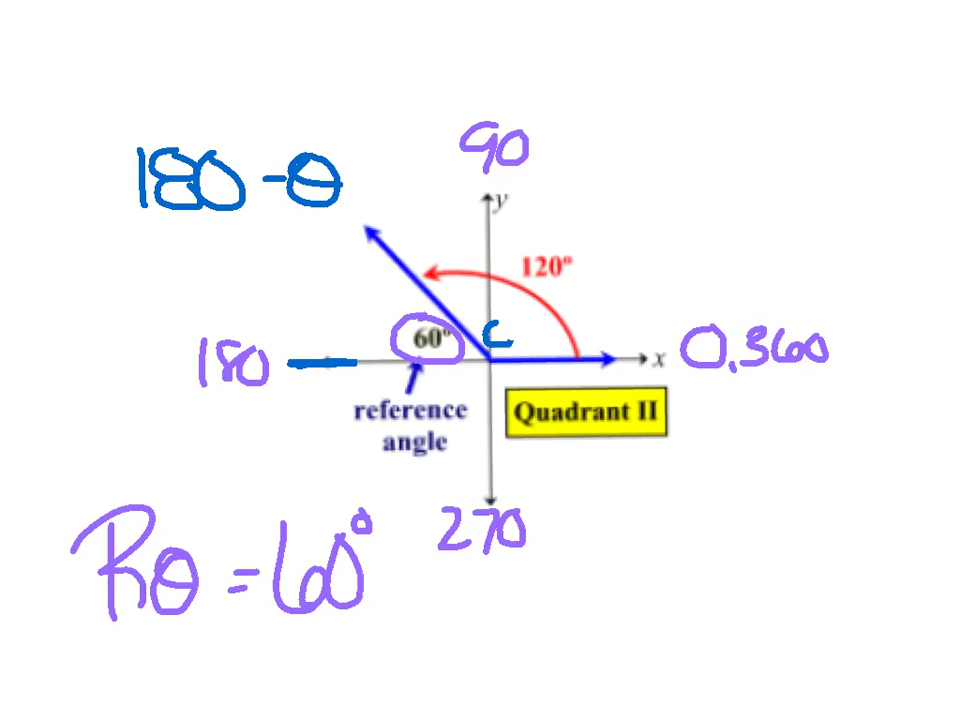 90
180 -θ
y
120°
60°
C
180
x
0,360
reference
angle
Quadrant II
270
Rθ = 60°